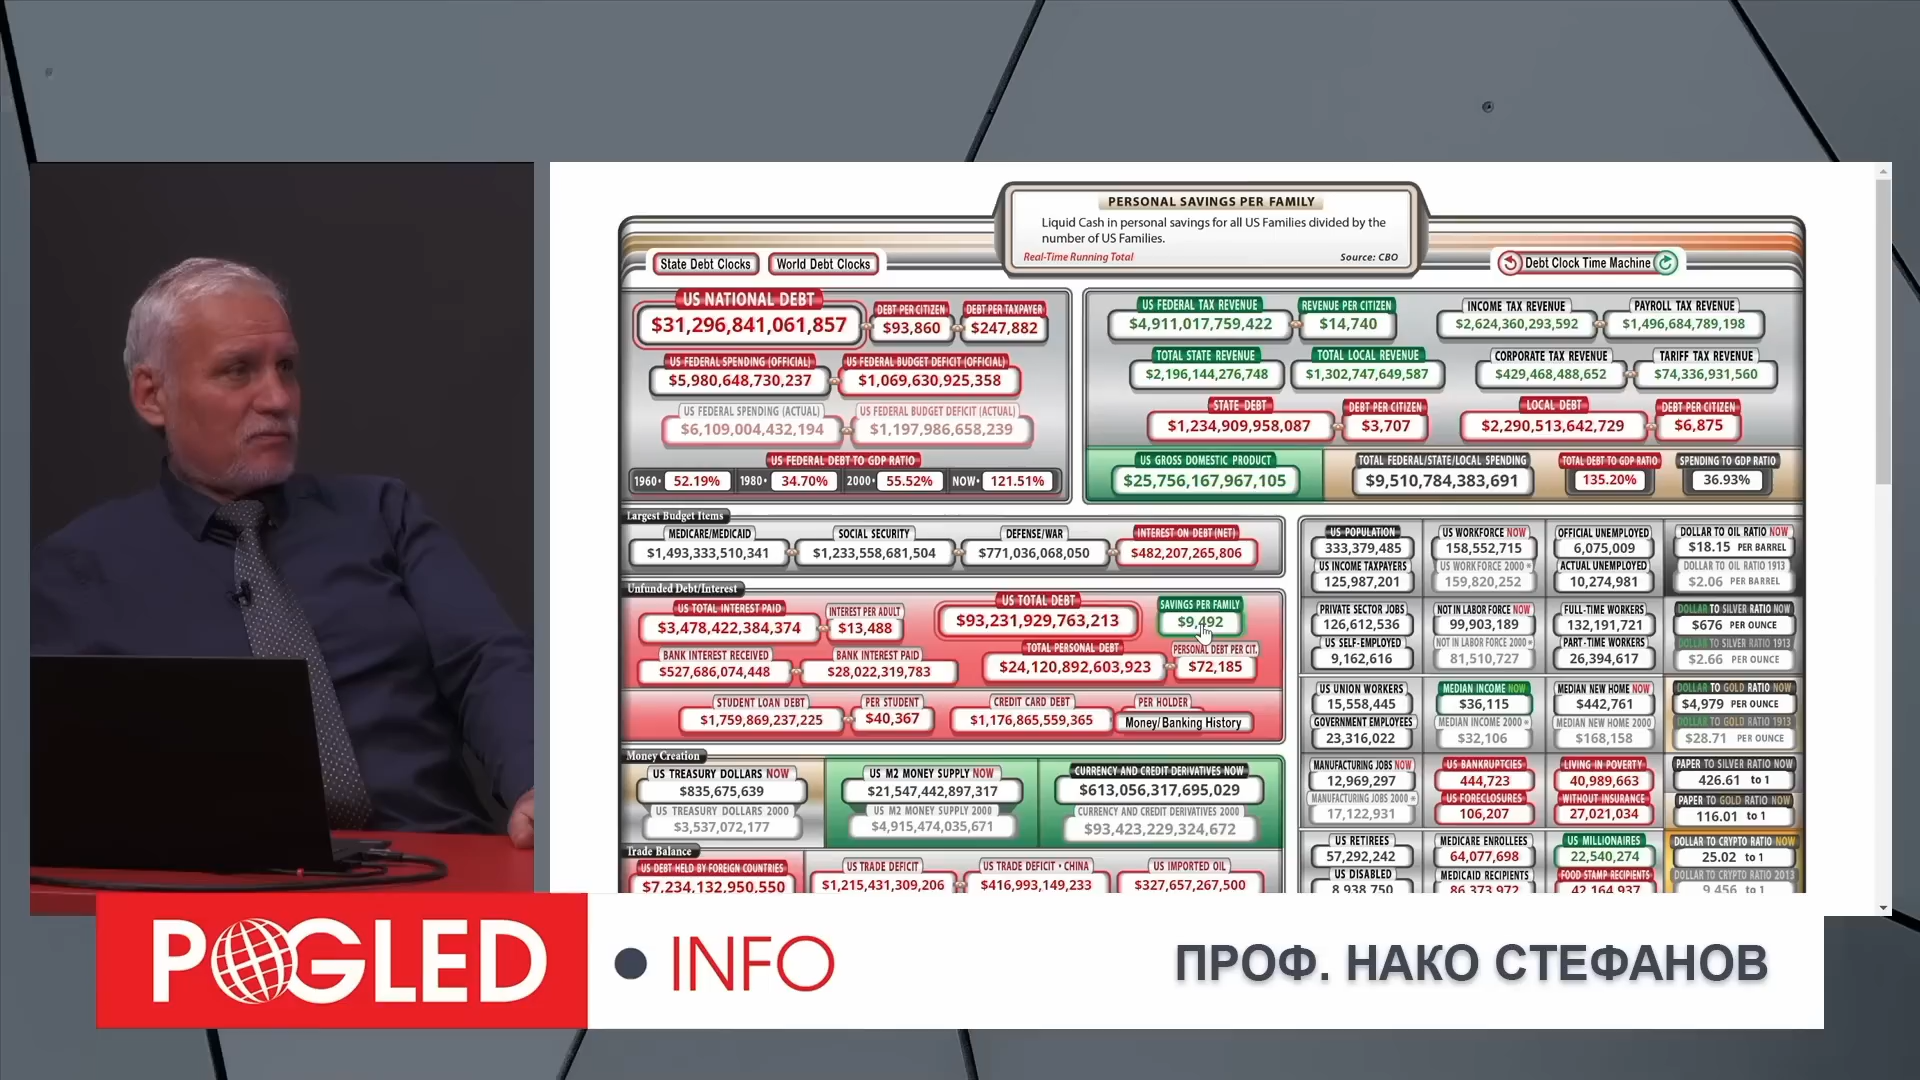 PERSONAL SAVINGS PER FAMILY
Liquid Cash in personal savings for all US Families divided by the
number of US Families.
Real-Time Running Total Source: CBO
State Debt Clocks World Debt Clocks
Debt Clock Time Machine
US NATIONAL DEBT
$31,296,841,061,857
DEBT PER CITIZEN
$93,860
DEBT PER TAXPAYER
$247,882
US FEDERAL SPENDING (OFFICIAL)
$5,980,648,730,237
US FEDERAL BUDGET DEFICIT (OFFICIAL)
$1,069,630,925,358
US FEDERAL SPENDING (ACTUAL)
$6,109,004,432,194
US FEDERAL BUDGET DEFICIT (ACTUAL)
$1,197,986,658,239
US FEDERAL DEBT TO GDP RATIO
1960• 52.19% 1980• 34.70% 2000• 55.52% NOW• 121.51%
US FEDERAL TAX REVENUE
$4,911,017,759,422
REVENUE PER CITIZEN
$14,740
INCOME TAX REVENUE
$2,624,360,293,592
PAYROLL TAX REVENUE
$1,496,684,789,198
TOTAL STATE REVENUE
$2,196,144,276,748
TOTAL LOCAL REVENUE
$1,302,747,649,587
CORPORATE TAX REVENUE
$429,468,488,652
TARIFF TAX REVENUE
$74,336,931,560
STATE DEBT
$1,234,909,958,087
DEBT PER CITIZEN
$3,707
LOCAL DEBT
$2,290,513,642,729
DEBT PER CITIZEN
$6,875
US GROSS DOMESTIC PRODUCT
$25,756,167,967,105
TOTAL FEDERAL/STATE/LOCAL SPENDING
$9,510,784,383,691
TOTAL DEBT TO GDP RATIO
135.20%
SPENDING TO GDP RATIO
36.93%
Largest Budget Items
MEDICARE/MEDICAID
$1,493,333,510,341
SOCIAL SECURITY
$1,233,558,681,504
DEFENSE/WAR
$771,036,068,050
INTEREST ON DEBT (NET)
$482,207,265,806
Unfunded Debt/Interest
US TOTAL INTEREST PAID
$3,478,422,384,374
INTEREST PER ADULT
$13,488
US TOTAL DEBT
$93,231,929,763,213
SAVINGS PER FAMILY
$9,492
BANK INTEREST RECEIVED
$527,686,074,448
BANK INTEREST PAID
$28,022,319,783
TOTAL PERSONAL DEBT
$24,120,892,603,923
PERSONAL DEBT PER CIT.
$72,185
STUDENT LOAN DEBT
$1,759,869,237,225
PER STUDENT
$40,367
CREDIT CARD DEBT
$1,176,865,559,365
PER HOLDER
Money/Banking History
Money Creation
US TREASURY DOLLARS NOW
$835,675,639
US TREASURY DOLLARS 2000
$3,537,072,177
US M2 MONEY SUPPLY NOW
$21,547,442,897,317
US M2 MONEY SUPPLY 2000
$4,915,474,035,671
CURRENCY AND CREDIT DERIVATIVES NOW
$613,056,317,695,029
CURRENCY AND CREDIT DERIVATIVES 2000
$93,423,229,324,672
Trade Balance
US DEBT HELD BY FOREIGN COUNTRIES
$7,234,132,950,550
US TRADE DEFICIT
$1,215,431,309,206
US TRADE DEFICIT • CHINA
$416,993,149,233
US IMPORTED OIL
$327,657,267,500
US POPULATION
333,379,485
US INCOME TAXPAYERS
125,987,201
US WORKFORCE NOW
158,552,715
US WORKFORCE 2000
159,820,252
OFFICIAL UNEMPLOYED
6,075,009
ACTUAL UNEMPLOYED
10,274,981
DOLLAR TO OIL RATIO NOW
$18.15 PER BARREL
DOLLAR TO OIL RATIO 1913
$2.06 PER BARREL
PRIVATE SECTOR JOBS
126,612,536
US SELF-EMPLOYED
9,162,616
NOT IN LABOR FORCE NOW
99,903,189
NOT IN LABOR FORCE 2000
81,510,727
FULL-TIME WORKERS
132,191,721
PART-TIME WORKERS
26,394,617
DOLLAR TO SILVER RATIO NOW
$676 PER OUNCE
DOLLAR TO SILVER RATIO 1913
$2.66 PER OUNCE
US UNION WORKERS
15,558,445
GOVERNMENT EMPLOYEES
23,316,022
MEDIAN INCOME NOW
$36,115
MEDIAN INCOME 2000
$32,106
MEDIAN NEW HOME NOW
$442,761
MEDIAN NEW HOME 2000
$168,158
DOLLAR TO GOLD RATIO NOW
$4,979 PER OUNCE
DOLLAR TO GOLD RATIO 1913
$28.71 PER OUNCE
MANUFACTURING JOBS NOW
12,969,297
MANUFACTURING JOBS 2000
17,122,931
US BANKRUPTCIES
444,723
US FORECLOSURES
106,207
LIVING IN POVERTY
40,989,663
WITHOUT INSURANCE
27,021,034
PAPER TO SILVER RATIO NOW
426.61 to 1
PAPER TO GOLD RATIO NOW
116.01 to 1
US RETIREES
57,292,242
US DISABLED
8,938,750
MEDICARE ENROLLEES
64,077,698
MEDICAID RECIPIENTS
86,373,972
US MILLIONAIRES
22,540,274
FOOD STAMP RECIPIENTS
42,164,937
DOLLAR TO CRYPTO RATIO NOW
25.02 to 1
DOLLAR TO CRYPTO RATIO 2013
9,456 to 1
POGLED • INFO
ПРОФ. НАКО СТЕФАНОВ